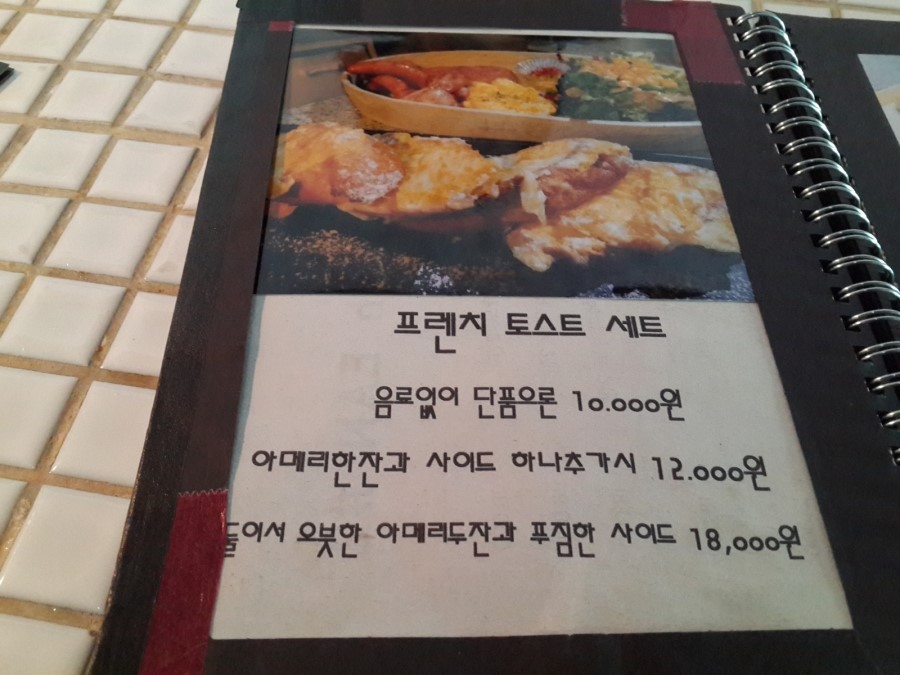 프렌치 토스트 세트
음료없이 단품으론 10.000원
아메리한잔과 사이드 하나추가시 12.000원
둘이서 오붓한 아메리두잔과 푸짐한 사이드 18,000원